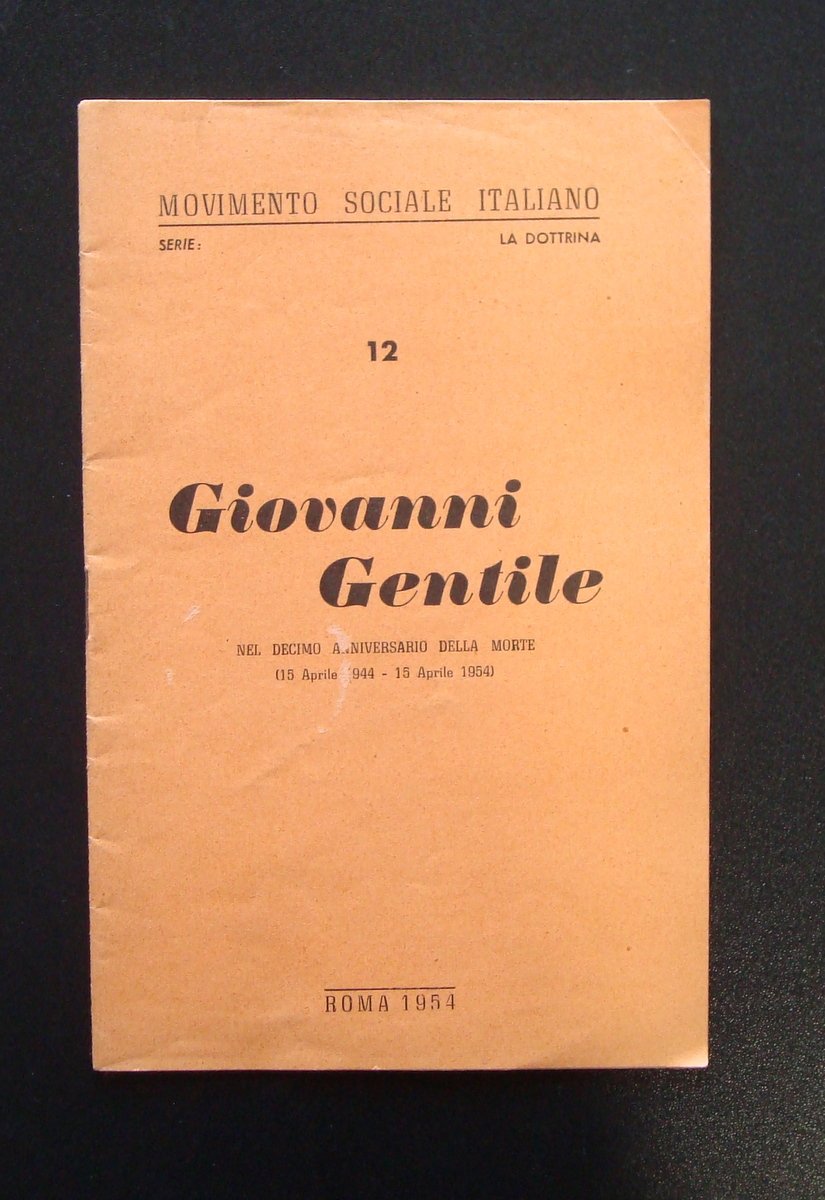 MOVIMENTO SOCIALE ITALIANO
SERIE: LA DOTTRINA
12
Giovanni
Gentile
NEL DECIMO ANNIVERSARIO DELLA MORTE
(15 Aprile 1944 - 15 Aprile 1954)
ROMA 1954